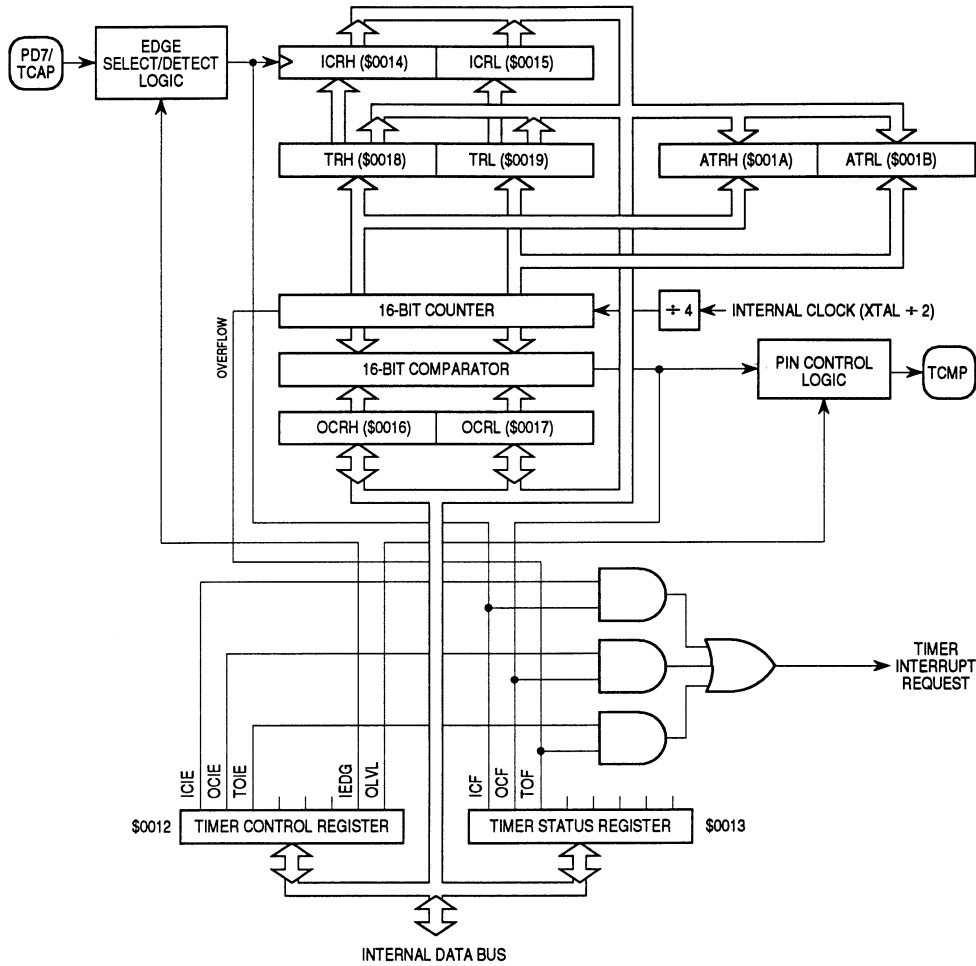 PD7/
TCAP
EDGE
SELECT/DETECT
LOGIC
ICRH ($0014)
ICRL ($0015)
TRH ($0018)
TRL ($0019)
ATRH ($001A)
ATRL ($001B)
16-BIT COUNTER
÷ 4
INTERNAL CLOCK (XTAL ÷ 2)
OVERFLOW
16-BIT COMPARATOR
PIN CONTROL
LOGIC
TCMP
OCRH ($0016)
OCRL ($0017)
TIMER
INTERRUPT
REQUEST
ICIE
OCIE
TOIE
IEDG
OLVL
ICF
OCF
TOF
$0012
TIMER CONTROL REGISTER
TIMER STATUS REGISTER
$0013
INTERNAL DATA BUS